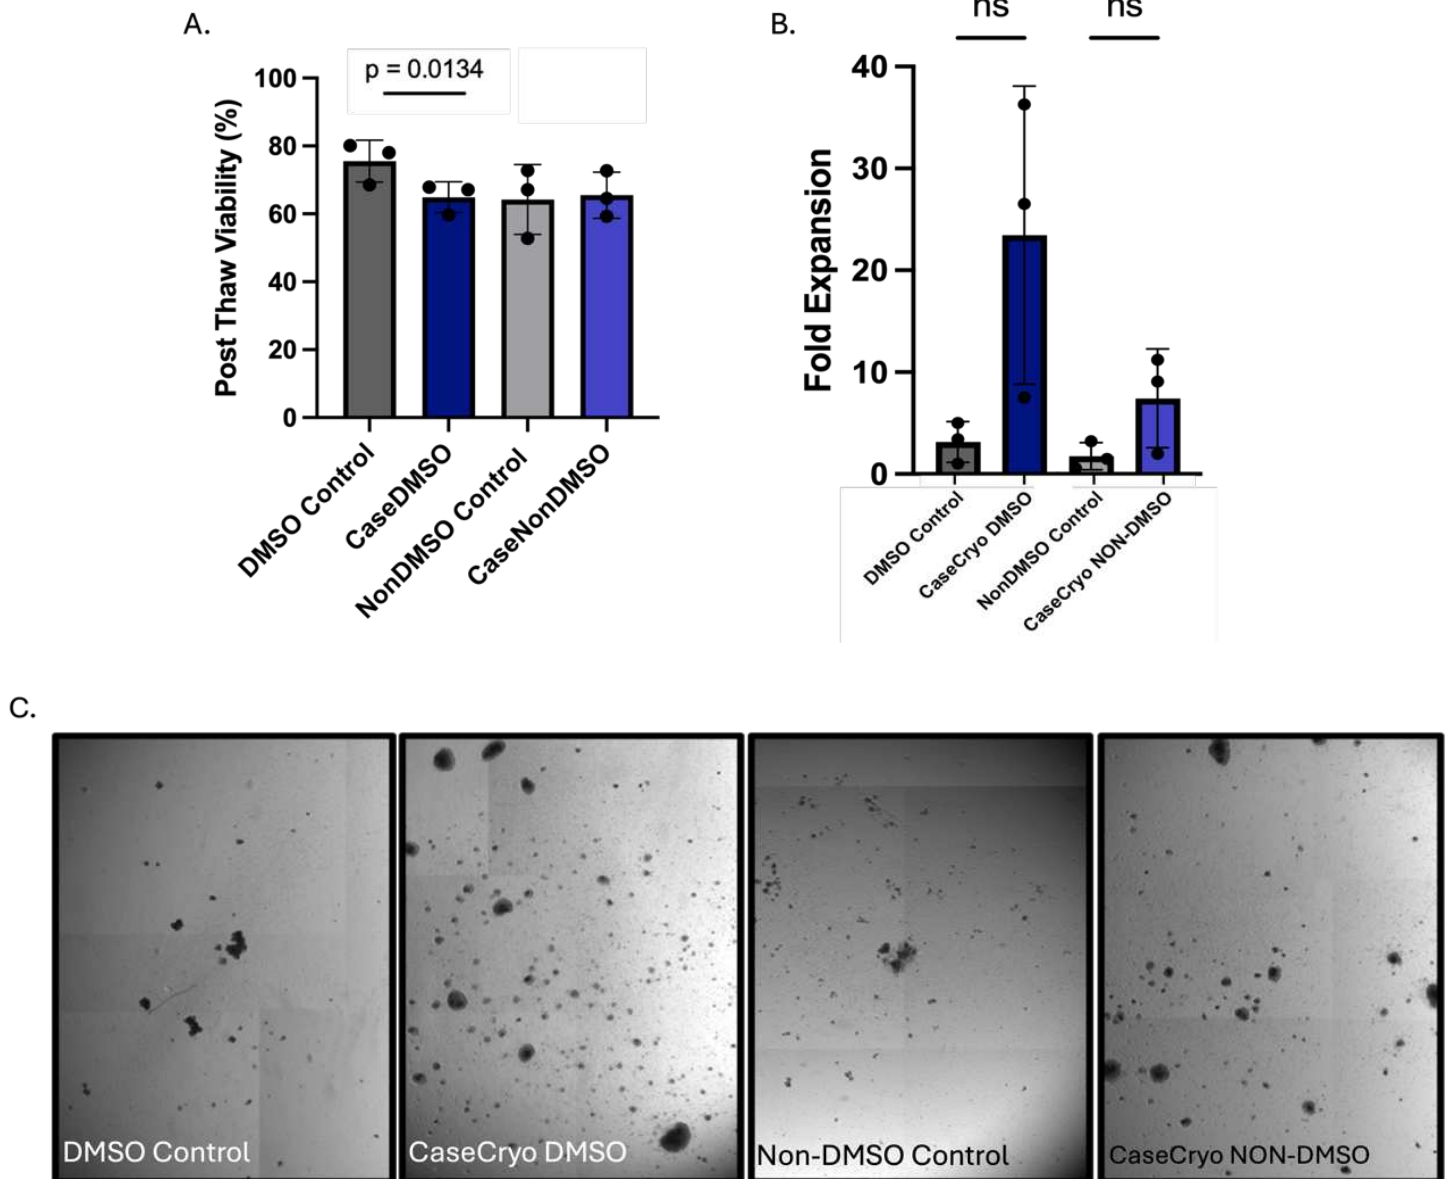 A.
p = 0.0134
Post Thaw Viability (%)
100
80
60
40
20
0
DMSO Control
CaseDMSO
NonDMSO Control
CaseNonDMSO
B.
ns
ns
Fold Expansion
40
30
20
10
0
DMSO Control
CaseCryo DMSO
NonDMSO Control
CaseCryo NON-DMSO
C.
DMSO Control
CaseCryo DMSO
Non-DMSO Control
CaseCryo NON-DMSO